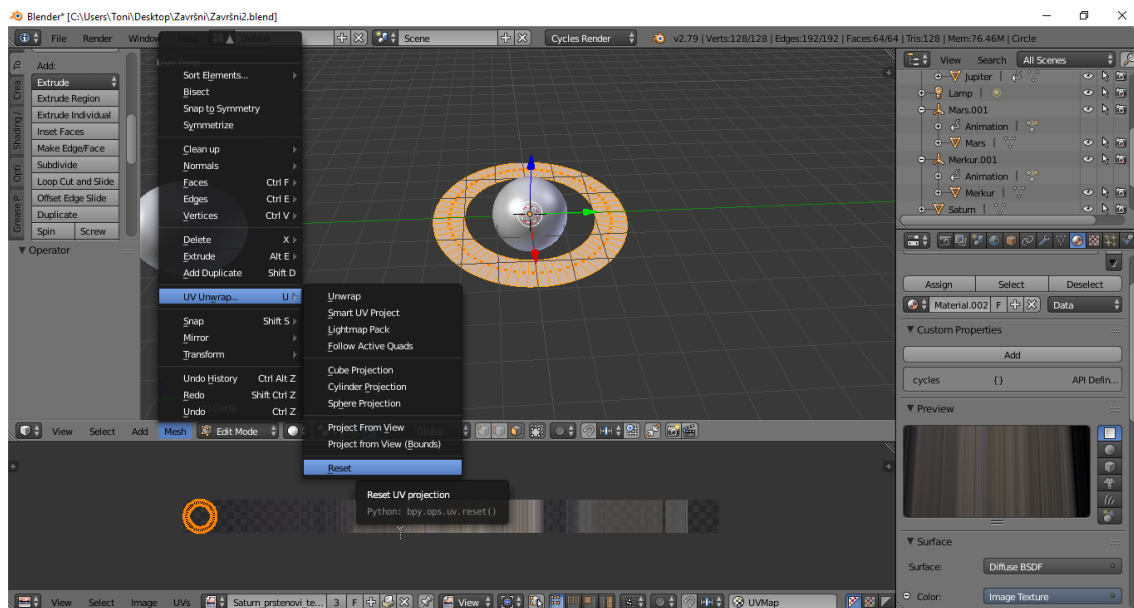 Blender* [C:\Users\Toni\Desktop\Završni\Završni2.blend]
File Render Window
Default
Scene
Cycles Render
v2.79 | Verts:128/128 | Edges:192/192 | Faces:64/64 | Tris:128 | Mem:76.46M | Circle
Add:
Extrude
Extrude Region
Extrude Individual
Inset Faces
Make Edge/Face
Subdivide
Loop Cut and Slide
Offset Edge Slide
Duplicate
Spin Screw
Operator
To
Crea
Shading/
Opti
Grease P
Sort Elements...
Bisect
Snap to Symmetry
Symmetrize
Clean up
Normals
Faces Ctrl F
Edges Ctrl E
Vertices Ctrl V
Delete X
Extrude Alt E
Add Duplicate Shift D
UV Unwrap... U
Snap Shift S
Mirror
Transform
Undo History Ctrl Alt Z
Redo Shift Ctrl Z
Undo Ctrl Z
Unwrap
Smart UV Project
Lightmap Pack
Follow Active Quads
Cube Projection
Cylinder Projection
Sphere Projection
Project From View
Project from View (Bounds)
Reset
Reset UV projection
Python: bpy.ops.uv.reset()
View Select Add Mesh Edit Mode Global
View Search All Scenes
Jupiter
Lamp
Mars.001
Animation
Mars
Merkur.001
Animation
Merkur
Saturn
Assign Select Deselect
Material.002 F Data
Custom Properties
Add
cycles {} API Defin...
Preview
Surface
Surface: Diffuse BSDF
Color: Image Texture
View Select Image UVs Saturn_prstenovi_te... 3 F View UVMap